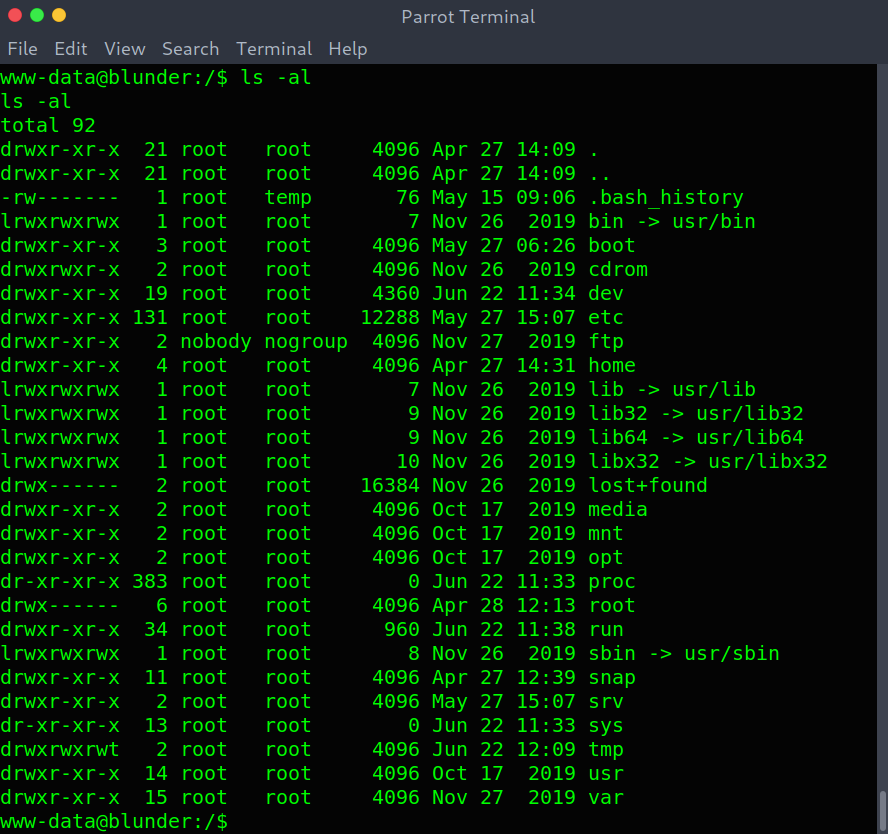 Parrot Terminal
File Edit View Search Terminal Help
www-data@blunder:/$ ls -al
ls -al
total 92
drwxr-xr-x  21 root   root     4096 Apr 27 14:09 .
drwxr-xr-x  21 root   root     4096 Apr 27 14:09 ..
-rw-------   1 root   temp       76 May 15 09:06 .bash_history
lrwxrwxrwx   1 root   root        7 Nov 26  2019 bin -> usr/bin
drwxr-xr-x   3 root   root     4096 May 27 06:26 boot
drwxrwxr-x   2 root   root     4096 Nov 26  2019 cdrom
drwxr-xr-x  19 root   root     4360 Jun 22 11:34 dev
drwxr-xr-x 131 root   root    12288 May 27 15:07 etc
drwxr-xr-x   2 nobody nogroup  4096 Nov 27  2019 ftp
drwxr-xr-x   4 root   root     4096 Apr 27 14:31 home
lrwxrwxrwx   1 root   root        7 Nov 26  2019 lib -> usr/lib
lrwxrwxrwx   1 root   root        9 Nov 26  2019 lib32 -> usr/lib32
lrwxrwxrwx   1 root   root        9 Nov 26  2019 lib64 -> usr/lib64
lrwxrwxrwx   1 root   root       10 Nov 26  2019 libx32 -> usr/libx32
drwx------   2 root   root    16384 Nov 26  2019 lost+found
drwxr-xr-x   2 root   root     4096 Oct 17  2019 media
drwxr-xr-x   2 root   root     4096 Oct 17  2019 mnt
drwxr-xr-x   2 root   root     4096 Oct 17  2019 opt
dr-xr-xr-x 383 root   root        0 Jun 22 11:33 proc
drwx------   6 root   root     4096 Apr 28 12:13 root
drwxr-xr-x  34 root   root      960 Jun 22 11:38 run
lrwxrwxrwx   1 root   root        8 Nov 26  2019 sbin -> usr/sbin
drwxr-xr-x  11 root   root     4096 Apr 27 12:39 snap
drwxr-xr-x   2 root   root     4096 May 27 15:07 srv
dr-xr-xr-x  13 root   root        0 Jun 22 11:33 sys
drwxrwxrwt   2 root   root     4096 Jun 22 12:09 tmp
drwxr-xr-x  14 root   root     4096 Oct 17  2019 usr
drwxr-xr-x  15 root   root     4096 Nov 27  2019 var
www-data@blunder:/$